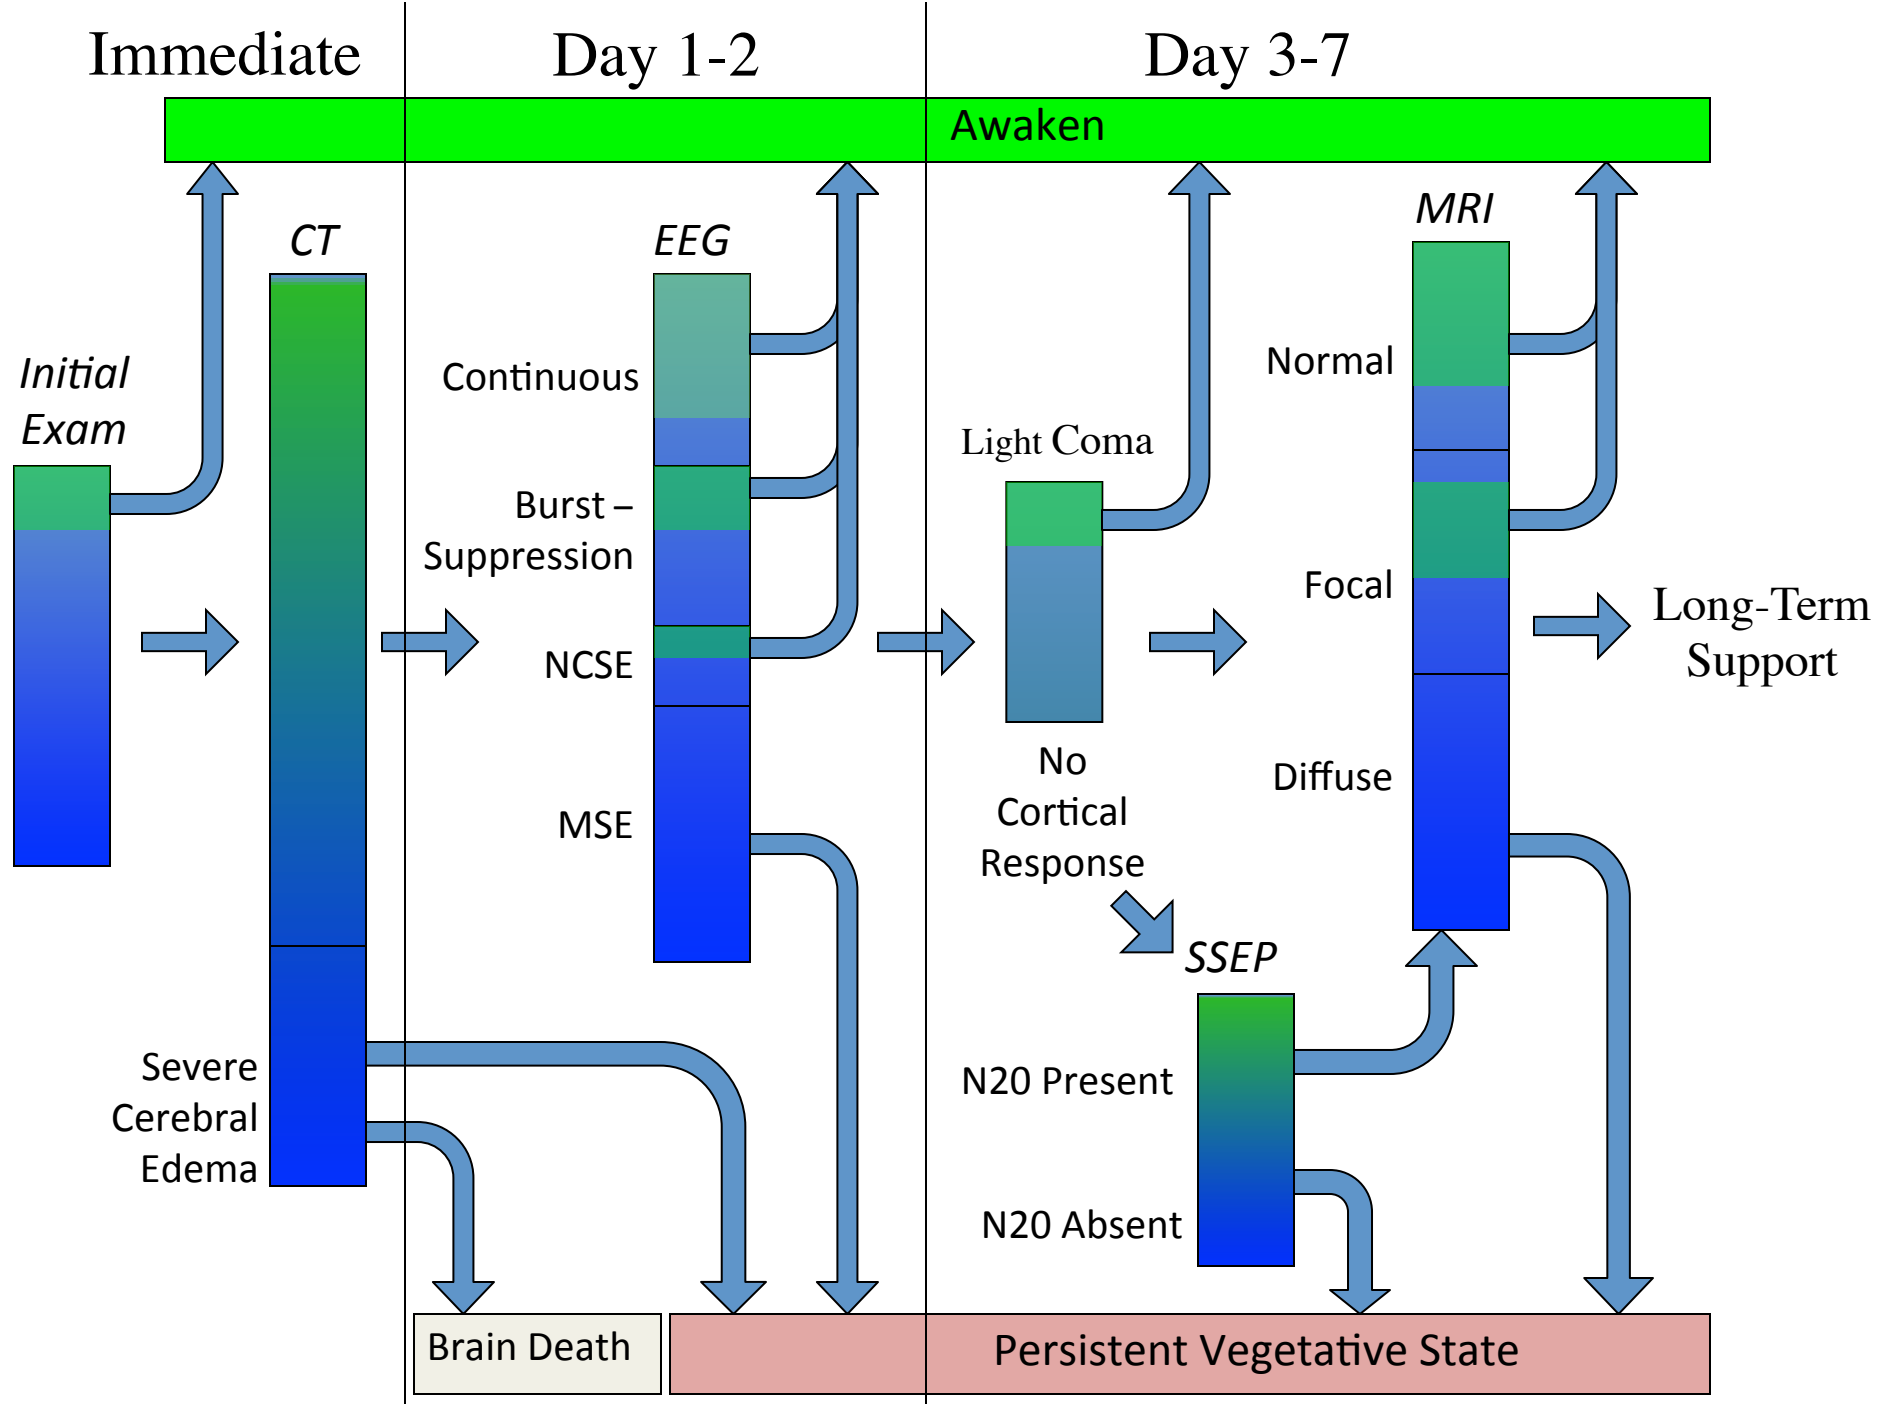 Immediate
Day 1-2
Day 3-7
Awaken
Initial
Exam
CT
Severe
Cerebral
Edema
EEG
Continuous
Burst –
Suppression
NCSE
MSE
Light Coma
No
Cortical
Response
SSEP
N20 Present
N20 Absent
MRI
Normal
Focal
Diffuse
Long-Term
Support
Brain Death
Persistent Vegetative State